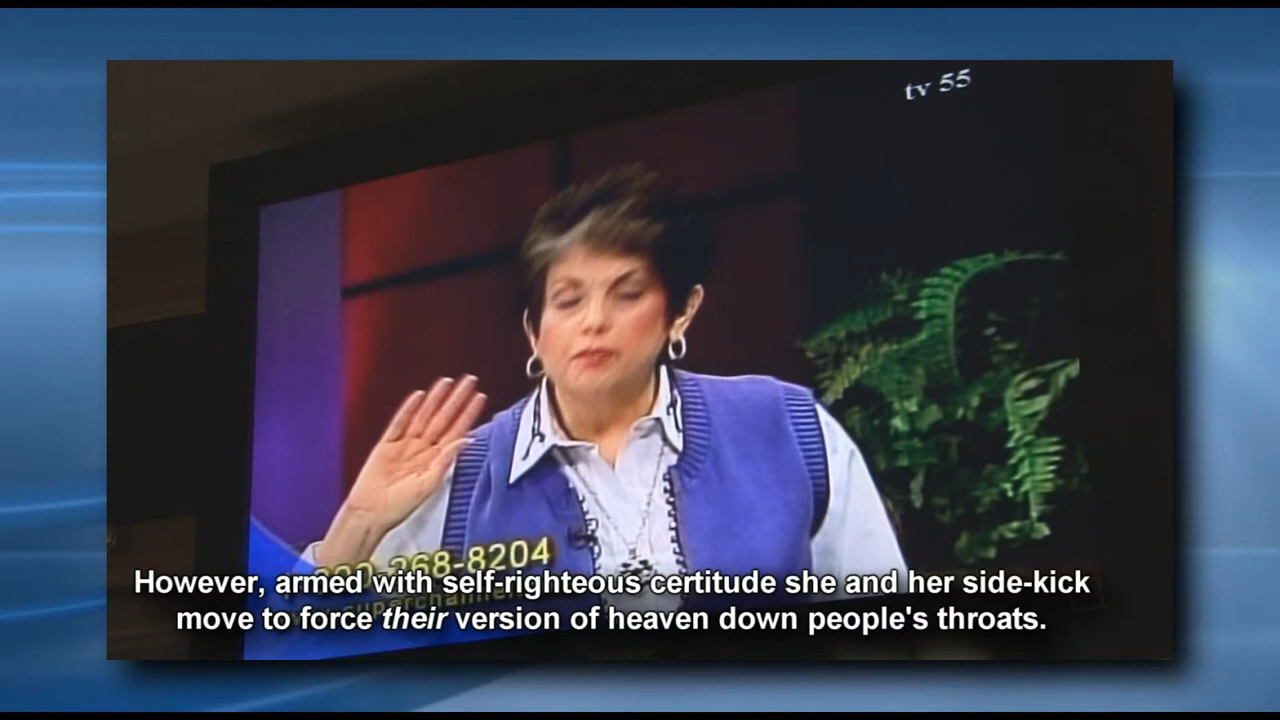 tv 55
268-8204
However, armed with self-righteous certitude she and her side-kick
move to force their version of heaven down people's throats.